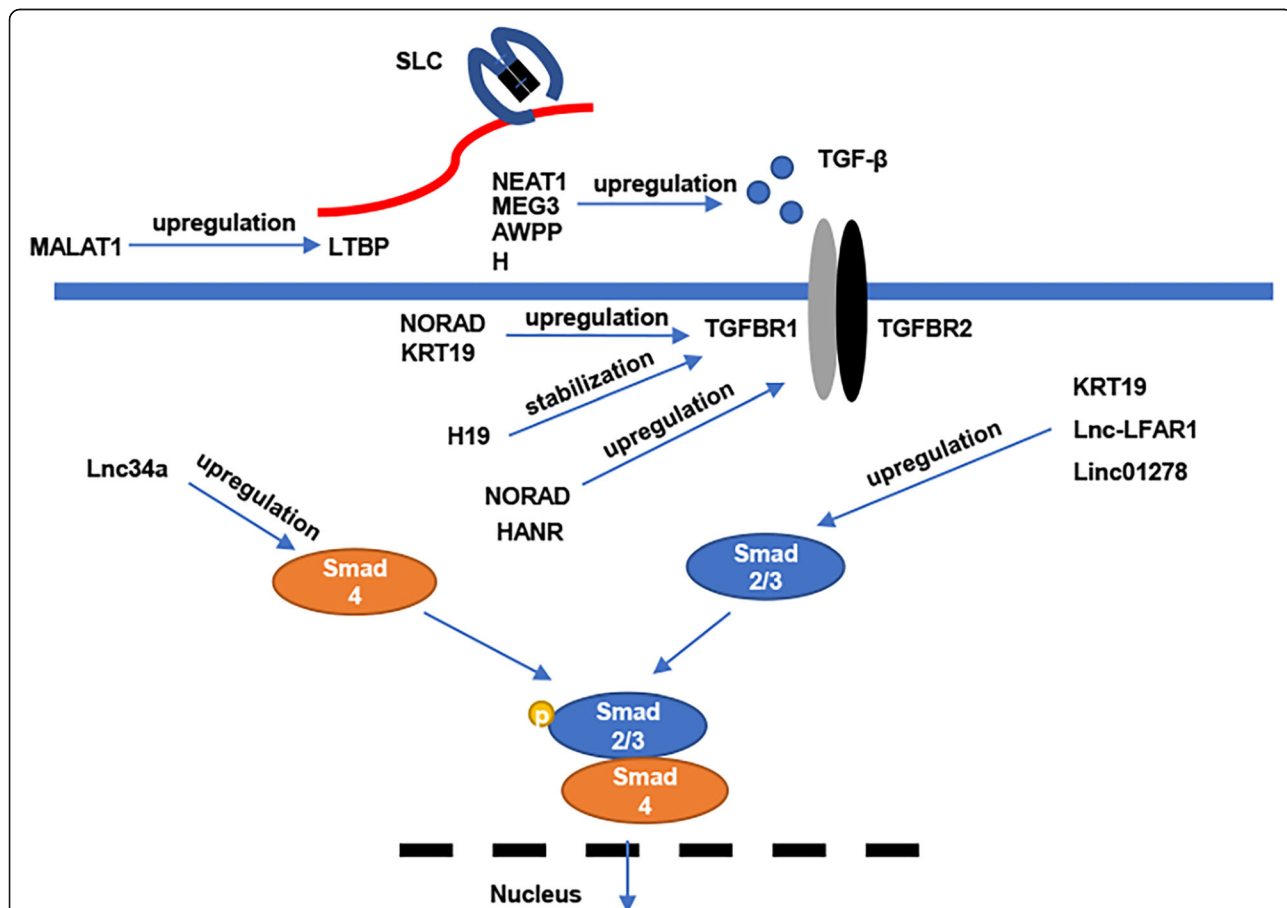 SLC
TGF-β
NEAT1
MEG3
AWPP
H
upregulation
MALAT1
upregulation
LTBP
NORAD
KRT19
upregulation
TGFBR1
TGFBR2
H19
stabilization
NORAD
HANR
upregulation
KRT19
Lnc-LFAR1
Linc01278
upregulation
Lnc34a
upregulation
Smad
4
Smad
2/3
p
Smad
2/3
Smad
4
Nucleus